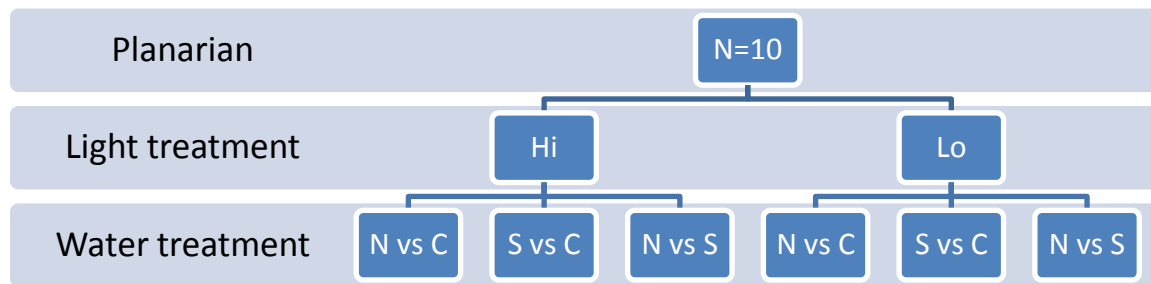 Planarian
N=10
Light treatment
Hi
Lo
Water treatment
N vs C
S vs C
N vs S
N vs C
S vs C
N vs S